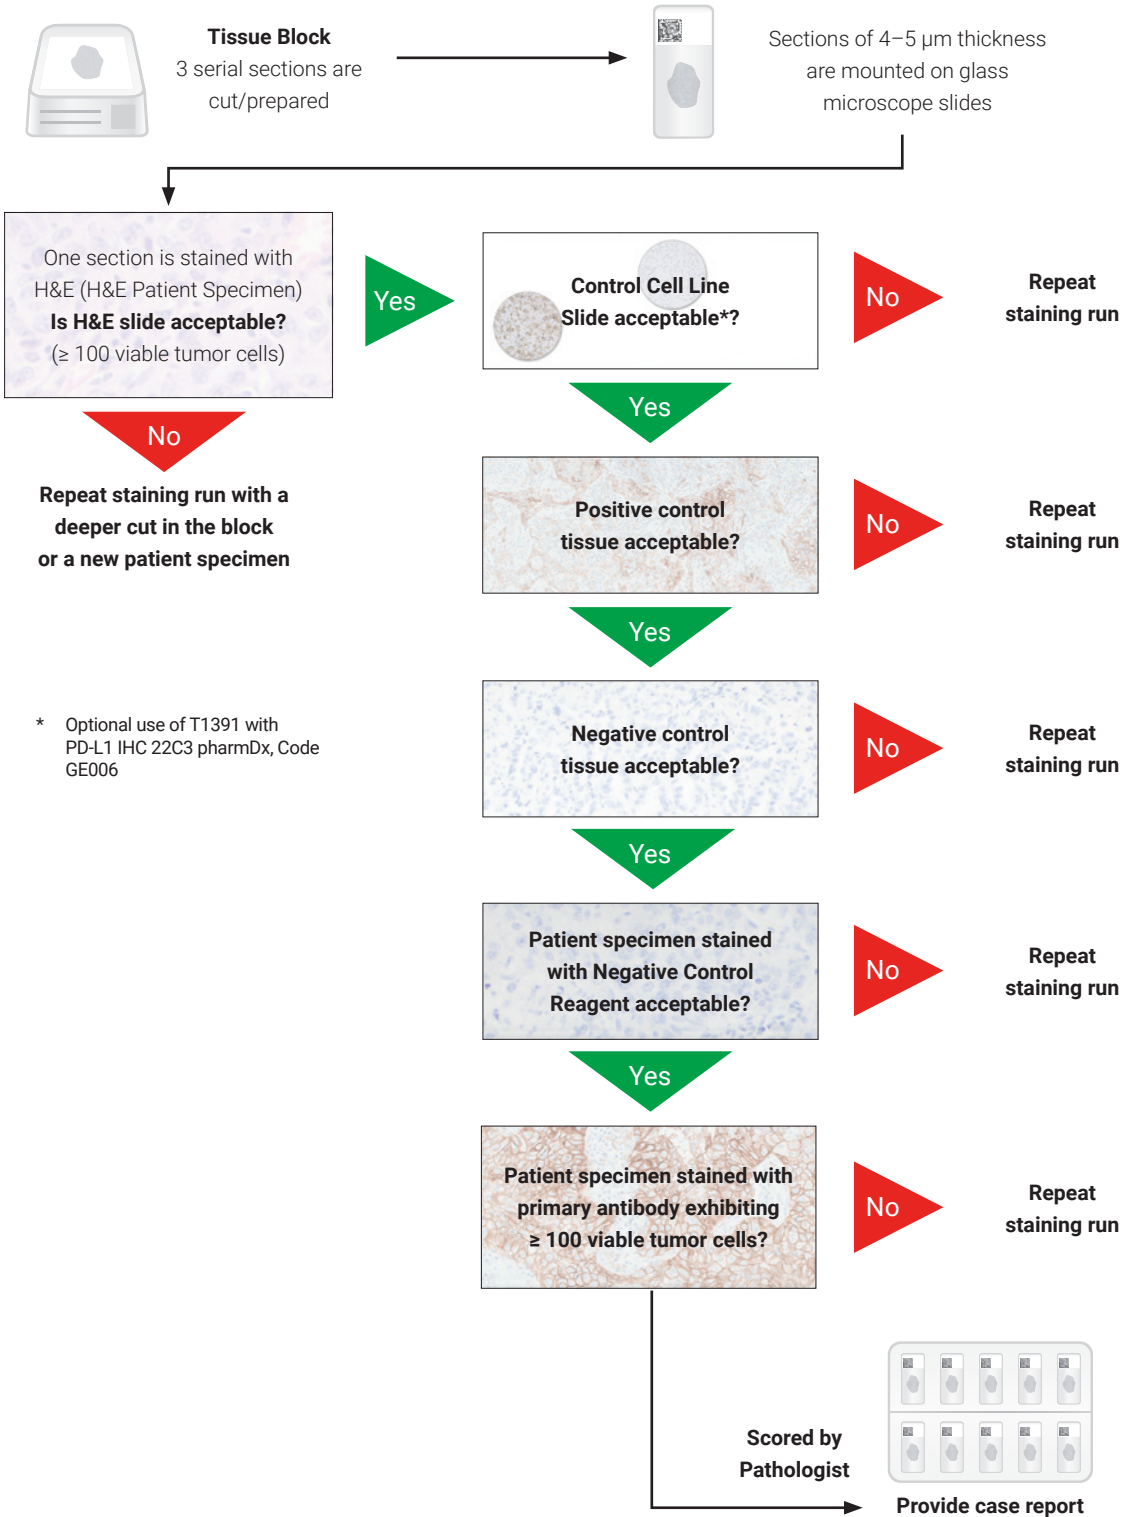 Tissue Block
3 serial sections are
cut/prepared
Sections of 4–5 µm thickness
are mounted on glass
microscope slides
One section is stained with
H&E (H&E Patient Specimen)
Is H&E slide acceptable?
(≥ 100 viable tumor cells)
Yes
Control Cell Line
Slide acceptable*?
No
Repeat
staining run
No
Yes
Repeat staining run with a
deeper cut in the block
or a new patient specimen
Positive control
tissue acceptable?
No
Repeat
staining run
Yes
* Optional use of T1391 with
PD-L1 IHC 22C3 pharmDx, Code
GE006
Negative control
tissue acceptable?
No
Repeat
staining run
Yes
Patient specimen stained
with Negative Control
Reagent acceptable?
No
Repeat
staining run
Yes
Patient specimen stained with
primary antibody exhibiting
≥ 100 viable tumor cells?
No
Repeat
staining run
Scored by
Pathologist
Provide case report